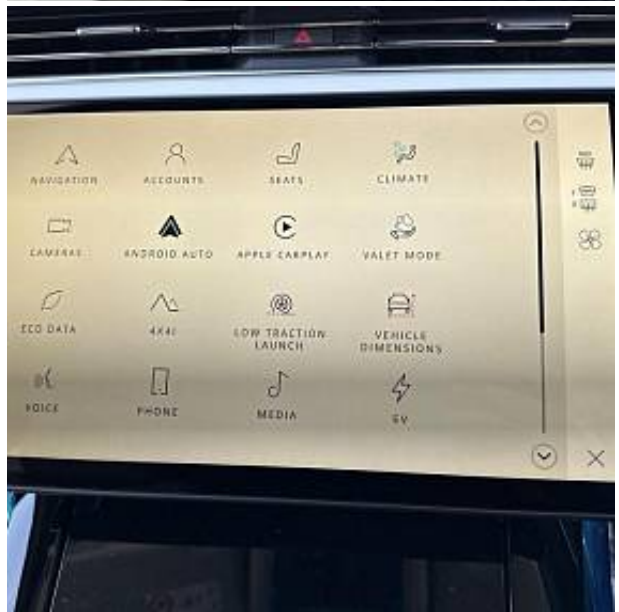 NAVIGATION
ACCOUNTS
SEATS
CLIMATE
CAMERAS
ANDROID AUTO
APPLE CARPLAY
VALET MODE
ECO DATA
4X4I
LOW TRACTION
LAUNCH
VEHICLE
DIMENSIONS
VOICE
PHONE
MEDIA
EV